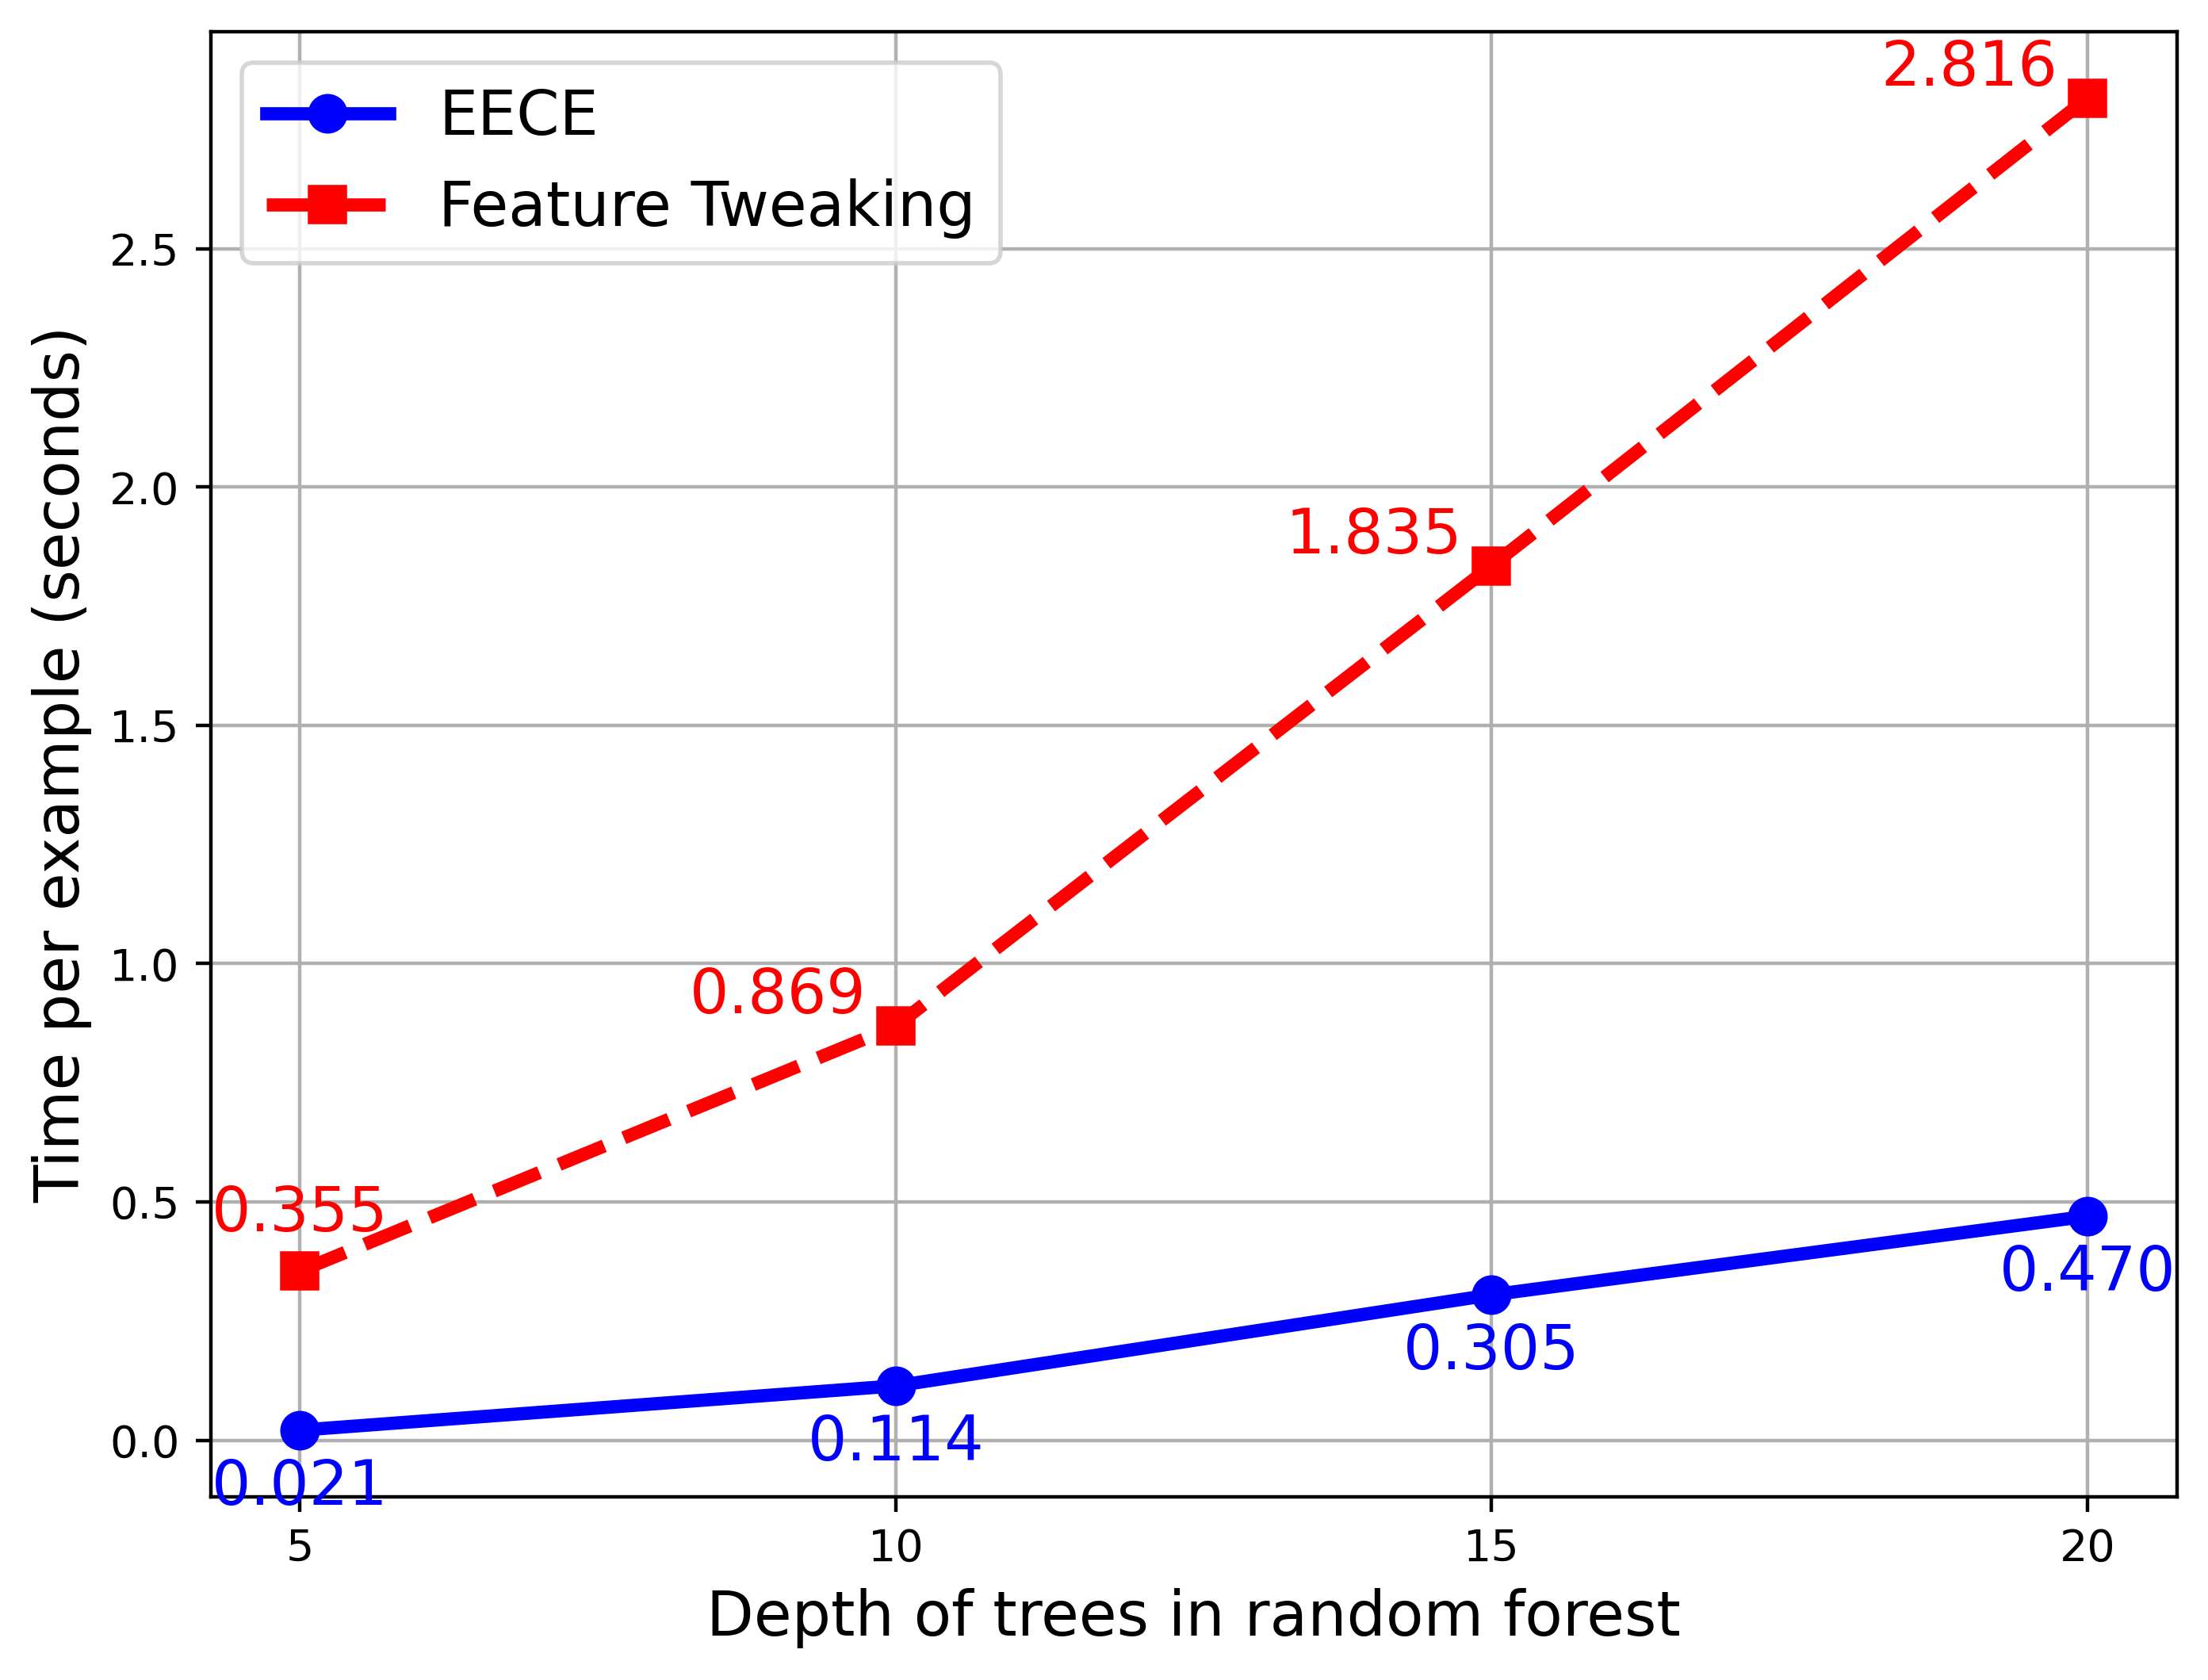 EECE
Feature Tweaking
2.816
2.5
2.0
1.835
1.5
1.0
0.869
0.5
0.355
0.470
0.305
0.114
0.0
0.021
5 10 15 20
Depth of trees in random forest
Time per example (seconds)